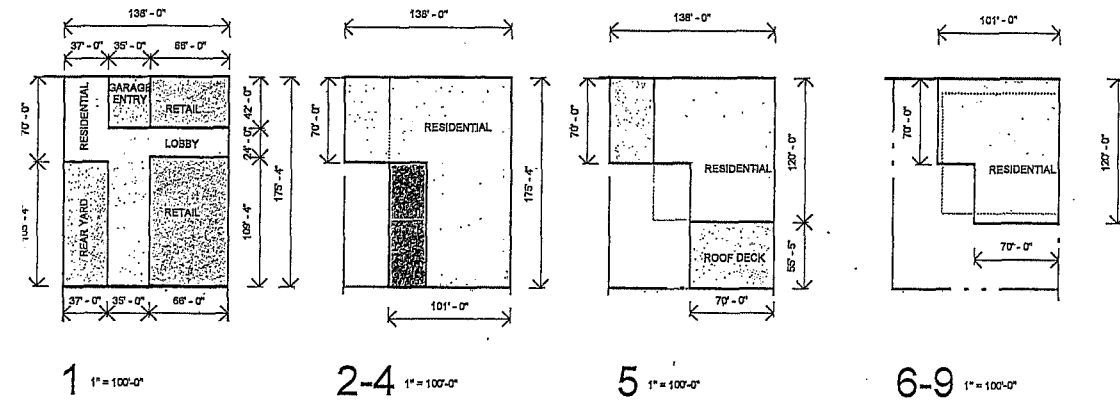 138'-0"
37'-0" 35'-0" 66'-0"
RESIDENTIAL
GARAGE
ENTRY
RETAIL
LOBBY
REAR YARD
RETAIL
70'-0"
42'-0"
24'-0"
109'-4"
175'-4"
37'-0" 35'-0" 66'-0"
1 1" = 100'-0"
138'-0"
70'-0"
RESIDENTIAL
175'-4"
101'-0"
2-4 1" = 100'-0"
138'-0"
70'-0"
RESIDENTIAL
120'-0"
ROOF DECK
55'-5"
70'-0"
5 1" = 100'-0"
101'-0"
70'-0"
RESIDENTIAL
120'-0"
70'-0"
6-9 1" = 100'-0"